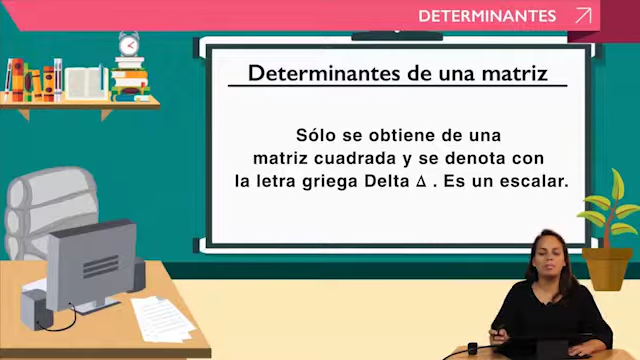 DETERMINANTES
Determinantes de una matriz
Sólo se obtiene de una
matriz cuadrada y se denota con
la letra griega Delta Δ . Es un escalar.